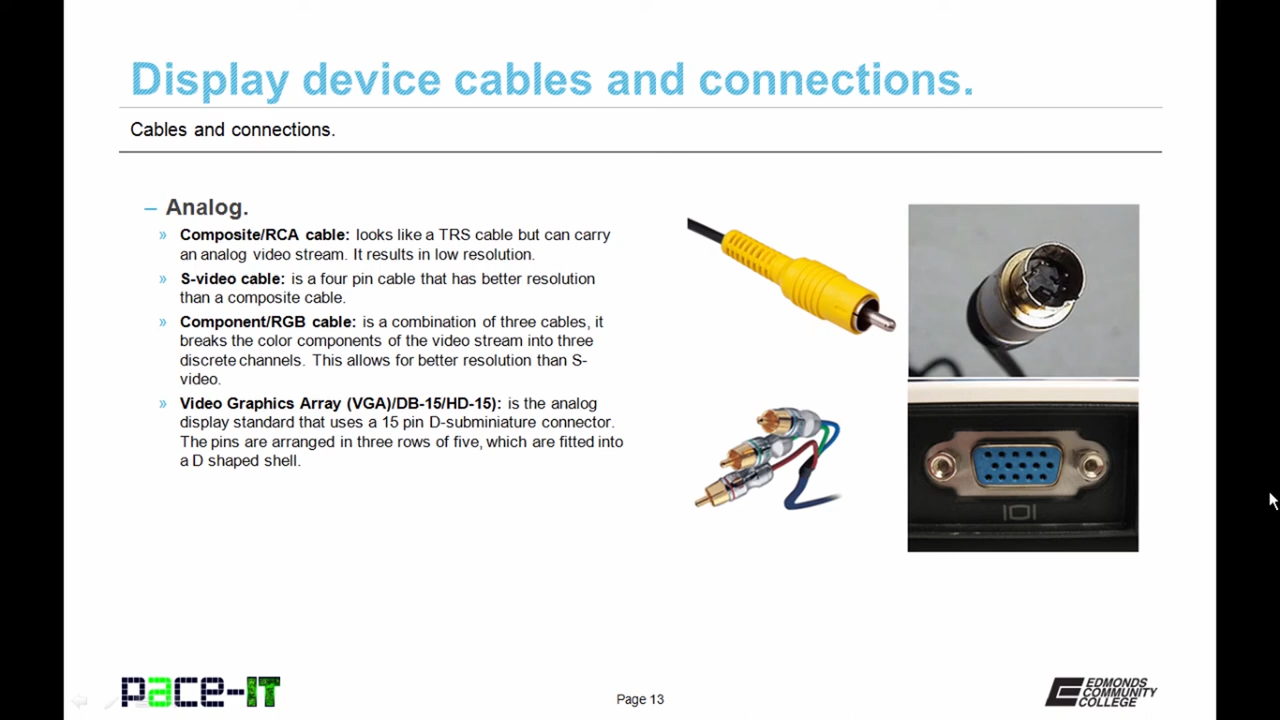 Display device cables and connections.
Cables and connections.
– Analog.
» Composite/RCA cable: looks like a TRS cable but can carry
an analog video stream. It results in low resolution.
» S-video cable: is a four pin cable that has better resolution
than a composite cable.
» Component/RGB cable: is a combination of three cables, it
breaks the color components of the video stream into three
discrete channels. This allows for better resolution than S-
video.
» Video Graphics Array (VGA)/DB-15/HD-15): is the analog
display standard that uses a 15 pin D-subminiature connector.
The pins are arranged in three rows of five, which are fitted into
a D shaped shell.
pace-IT
Page 13
EDMONDS
COMMUNITY
COLLEGE